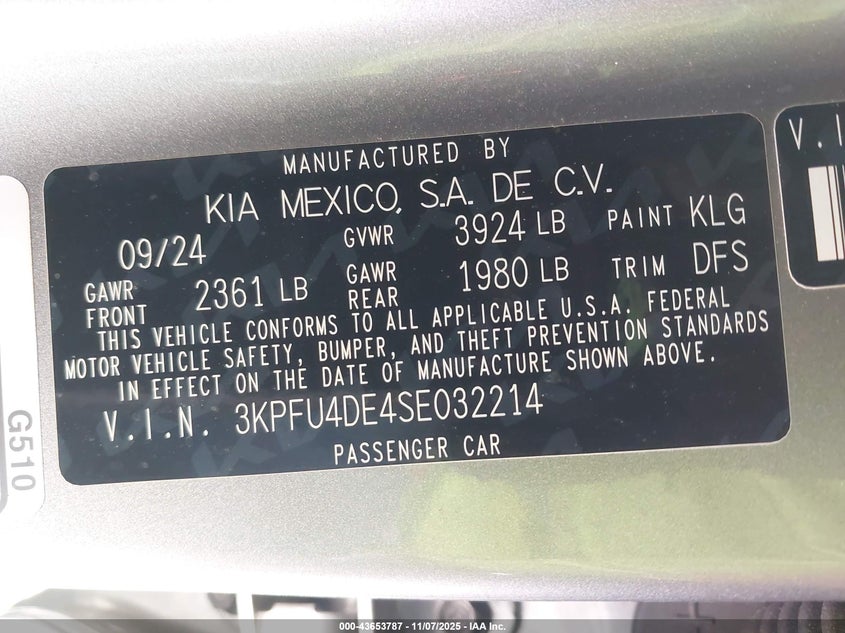 MANUFACTURED BY
KIA MEXICO, S.A. DE C.V.
09/24 GVWR 3924 LB PAINT KLG
GAWR FRONT 2361 LB GAWR REAR 1980 LB TRIM DFS
THIS VEHICLE CONFORMS TO ALL APPLICABLE U.S.A. FEDERAL
MOTOR VEHICLE SAFETY, BUMPER, AND THEFT PREVENTION STANDARDS
IN EFFECT ON THE DATE OF MANUFACTURE SHOWN ABOVE.
V.I.N. 3KPFU4DE4SE032214
PASSENGER CAR
G510
V.I
000-43653787 - 11/07/2025 - IAA Inc.